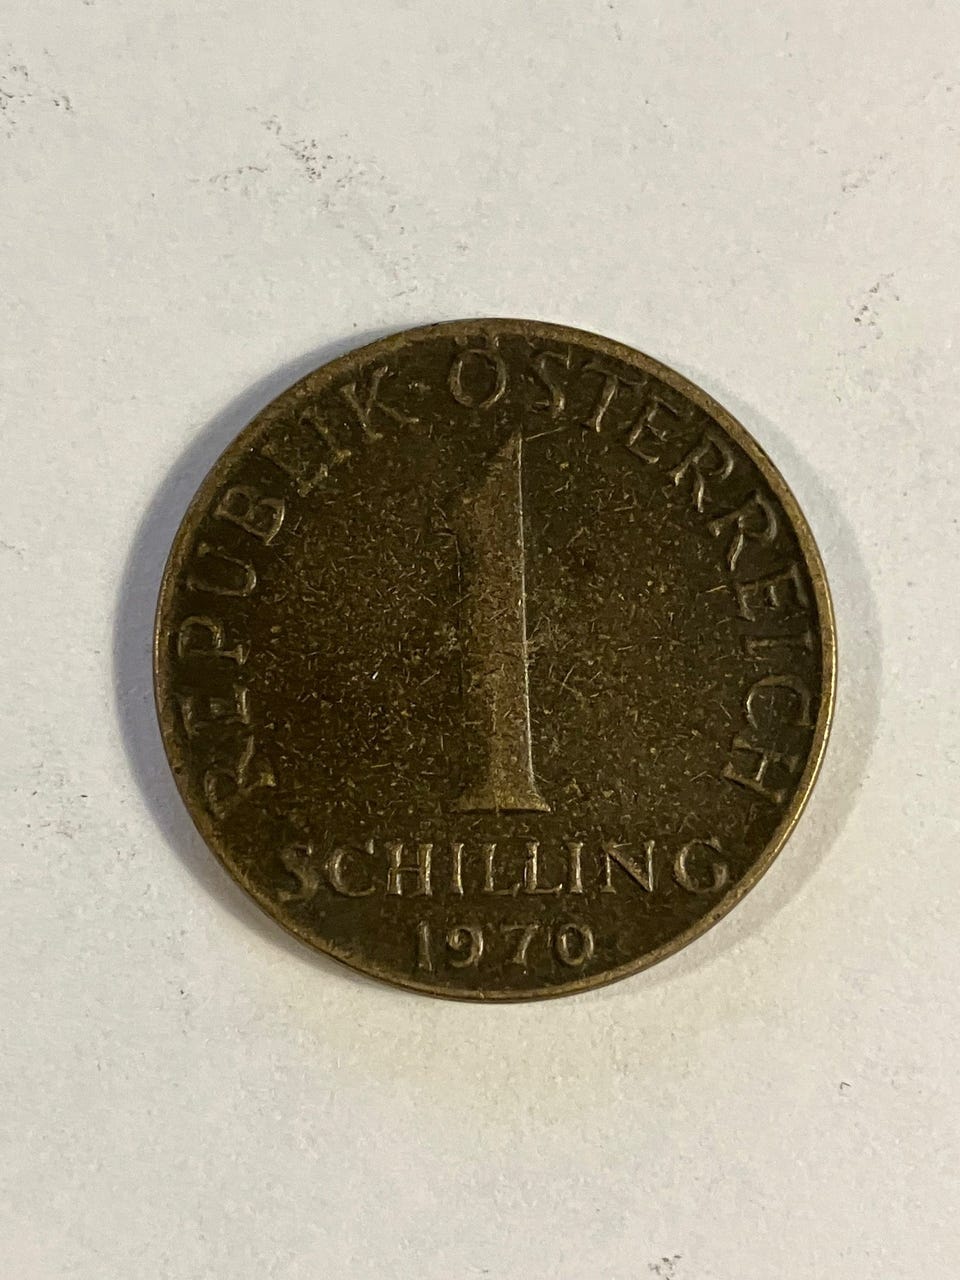 REPUBLIK · ÖSTERREICH
1
SCHILLING
1970